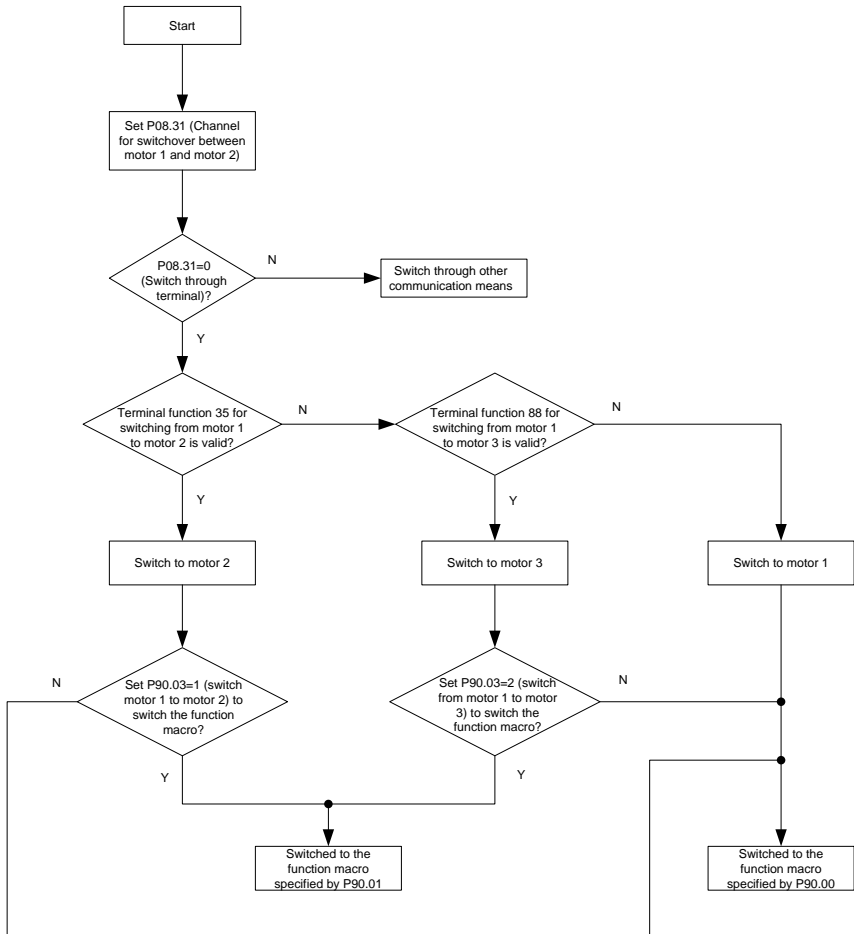 Start
Set P08.31 (Channel
for switchover between
motor 1 and motor 2)
P08.31=0
(Switch through
terminal)?
N
Switch through other
communication means
Y
Terminal function 35 for
switching from motor 1
to motor 2 is valid?
N
Terminal function 88 for
switching from motor 1
to motor 3 is valid?
N
Y
Y
Switch to motor 2
Switch to motor 3
Switch to motor 1
N
Set P90.03=1 (switch
motor 1 to motor 2) to
switch the function
macro?
Set P90.03=2 (switch
from motor 1 to motor
3) to switch the
function macro?
N
Y
Y
Switched to the
function macro
specified by P90.01
Switched to the
function macro
specified by P90.00